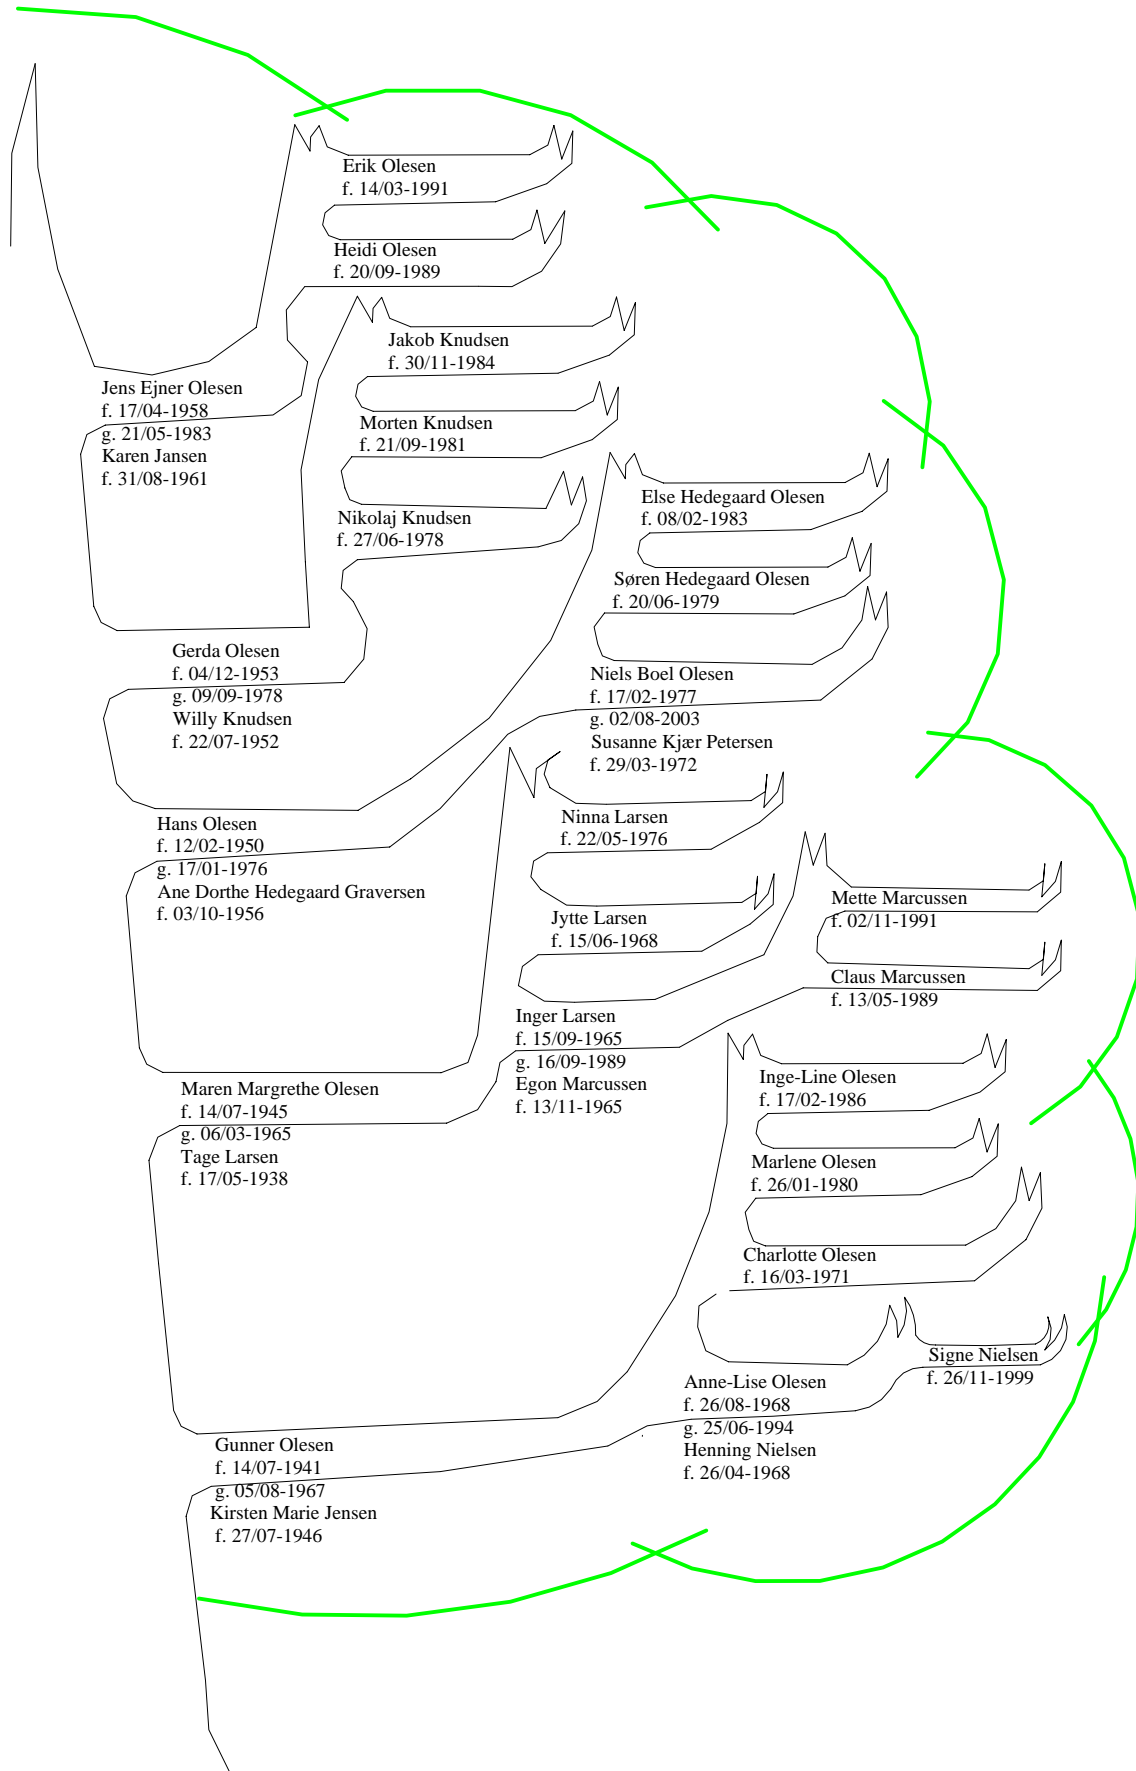 Erik Olesen
f. 14/03-1991
Heidi Olesen
f. 20/09-1989
Jakob Knudsen
f. 30/11-1984
Jens Ejner Olesen
f. 17/04-1958
g. 21/05-1983
Karen Jansen
f. 31/08-1961
Morten Knudsen
f. 21/09-1981
Nikolaj Knudsen
f. 27/06-1978
Else Hedegaard Olesen
f. 08/02-1983
Søren Hedegaard Olesen
f. 20/06-1979
Gerda Olesen
f. 04/12-1953
g. 09/09-1978
Willy Knudsen
f. 22/07-1952
Niels Boel Olesen
f. 17/02-1977
g. 02/08-2003
Susanne Kjær Petersen
f. 29/03-1972
Hans Olesen
f. 12/02-1950
g. 17/01-1976
Ane Dorthe Hedegaard Graversen
f. 03/10-1956
Ninna Larsen
f. 22/05-1976
Jytte Larsen
f. 15/06-1968
Mette Marcussen
f. 02/11-1991
Claus Marcussen
f. 13/05-1989
Inger Larsen
f. 15/09-1965
g. 16/09-1989
Egon Marcussen
f. 13/11-1965
Maren Margrethe Olesen
f. 14/07-1945
g. 06/03-1965
Tage Larsen
f. 17/05-1938
Inge-Line Olesen
f. 17/02-1986
Marlene Olesen
f. 26/01-1980
Charlotte Olesen
f. 16/03-1971
Signe Nielsen
f. 26/11-1999
Anne-Lise Olesen
f. 26/08-1968
g. 25/06-1994
Henning Nielsen
f. 26/04-1968
Gunner Olesen
f. 14/07-1941
g. 05/08-1967
Kirsten Marie Jensen
f. 27/07-1946